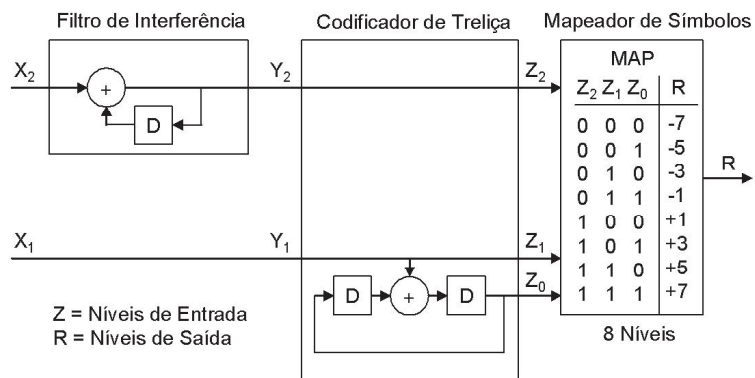 Filtro de Interferência
Codificador de Treliça
Mapeador de Símbolos
X2
+
D
Y2
Z2
MAP
Z2 Z1 Z0 R
0 0 0 -7
0 0 1 -5
0 1 0 -3
0 1 1 -1
1 0 0 +1
1 0 1 +3
1 1 0 +5
1 1 1 +7
R
X1
Y1
Z1
D
+
D
Z0
Z = Níveis de Entrada
R = Níveis de Saída
8 Níveis